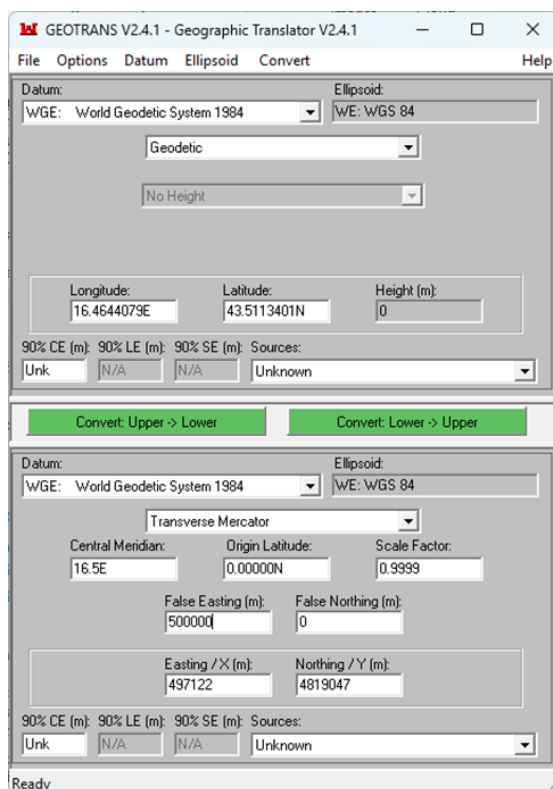 GEOTRANS V2.4.1 - Geographic Translator V2.4.1
File Options Datum Ellipsoid Convert Help
Datum: Ellipsoid:
WGE: World Geodetic System 1984 WE: WGS 84
Geodetic
No Height
Longitude: Latitude: Height (m):
16.4644079E 43.5113401N 0
90% CE (m): 90% LE (m): 90% SE (m): Sources:
Unk N/A N/A Unknown
Convert: Upper -> Lower Convert: Lower -> Upper
Datum: Ellipsoid:
WGE: World Geodetic System 1984 WE: WGS 84
Transverse Mercator
Central Meridian: Origin Latitude: Scale Factor:
16.5E 0.00000N 0.9999
False Easting (m): False Northing (m):
500000 0
Easting / X (m): Northing / Y (m):
497122 4819047
90% CE (m): 90% LE (m): 90% SE (m): Sources:
Unk N/A N/A Unknown
Ready